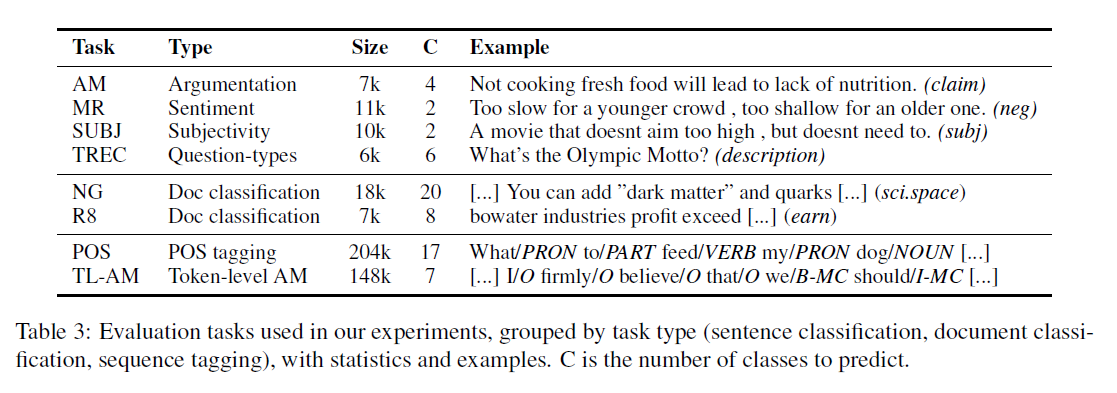 Task Type Size C Example
AM Argumentation 7k 4 Not cooking fresh food will lead to lack of nutrition. (claim)
MR Sentiment 11k 2 Too slow for a younger crowd , too shallow for an older one. (neg)
SUBJ Subjectivity 10k 2 A movie that doesnt aim too high , but doesnt need to. (subj)
TREC Question-types 6k 6 What's the Olympic Motto? (description)
NG Doc classification 18k 20 [...] You can add ”dark matter” and quarks [...] (sci.space)
R8 Doc classification 7k 8 bowater industries profit exceed [...] (earn)
POS POS tagging 204k 17 What/PRON to/PART feed/VERB my/PRON dog/NOUN [...]
TL-AM Token-level AM 148k 7 [...] I/O firmly/O believe/O that/O we/B-MC should/I-MC [...]
Table 3: Evaluation tasks used in our experiments, grouped by task type (sentence classification, document classi-
fication, sequence tagging), with statistics and examples. C is the number of classes to predict.